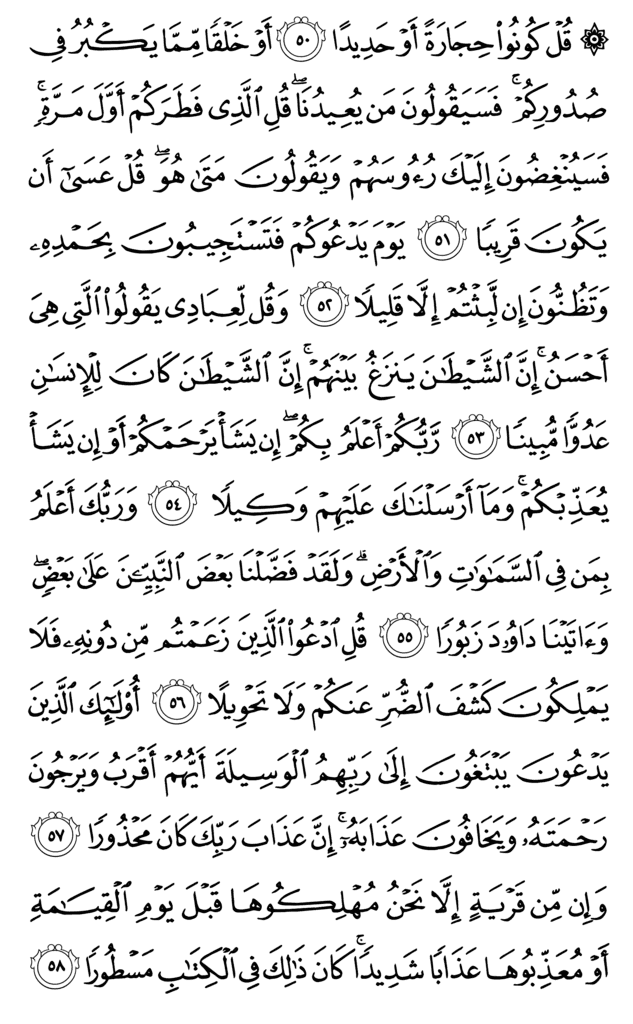 ۞ قُلْ كُونُوا۟ حِجَارَةً أَوْ حَدِيدًا ٥٠ أَوْ خَلْقًا مِّمَّا يَكْبُرُ فِى
صُدُورِكُمْ ۚ فَسَيَقُولُونَ مَن يُعِيدُنَا ۖ قُلِ ٱلَّذِى فَطَرَكُمْ أَوَّلَ مَرَّةٍ ۚ
فَسَيُنْغِضُونَ إِلَيْكَ رُءُوسَهُمْ وَيَقُولُونَ مَتَىٰ هُوَ ۖ قُلْ عَسَىٰٓ أَن
يَكُونَ قَرِيبًا ٥١ يَوْمَ يَدْعُوكُمْ فَتَسْتَجِيبُونَ بِحَمْدِهِۦ
وَتَظُنُّونَ إِن لَّبِثْتُمْ إِلَّا قَلِيلًا ٥٢ وَقُل لِّعِبَادِى يَقُولُوا۟ ٱلَّتِى هِىَ
أَحْسَنُ ۚ إِنَّ ٱلشَّيْطَـٰنَ يَنزَغُ بَيْنَهُمْ ۚ إِنَّ ٱلشَّيْطَـٰنَ كَانَ لِلْإِنسَـٰنِ
عَدُوًّا مُّبِينًا ٥٣ رَّبُّكُمْ أَعْلَمُ بِكُمْ ۖ إِن يَشَأْ يَرْحَمْكُمْ أَوْ إِن يَشَأْ
يُعَذِّبْكُمْ ۚ وَمَآ أَرْسَلْنَـٰكَ عَلَيْهِمْ وَكِيلًا ٥٤ وَرَبُّكَ أَعْلَمُ
بِمَن فِى ٱلسَّمَـٰوَٰتِ وَٱلْأَرْضِ ۗ وَلَقَدْ فَضَّلْنَا بَعْضَ ٱلنَّبِيِّـۧنَ عَلَىٰ بَعْضٍ ۖ
وَءَاتَيْنَا دَاوُۥدَ زَبُورًا ٥٥ قُلِ ٱدْعُوا۟ ٱلَّذِينَ زَعَمْتُم مِّن دُونِهِۦ فَلَا
يَمْلِكُونَ كَشْفَ ٱلضُّرِّ عَنكُمْ وَلَا تَحْوِيلًا ٥٦ أُو۟لَـٰٓئِكَ ٱلَّذِينَ
يَدْعُونَ يَبْتَغُونَ إِلَىٰ رَبِّهِمُ ٱلْوَسِيلَةَ أَيُّهُمْ أَقْرَبُ وَيَرْجُونَ
رَحْمَتَهُۥ وَيَخَافُونَ عَذَابَهُۥٓ ۚ إِنَّ عَذَابَ رَبِّكَ كَانَ مَحْذُورًا ٥٧
وَإِن مِّن قَرْيَةٍ إِلَّا نَحْنُ مُهْلِكُوهَا قَبْلَ يَوْمِ ٱلْقِيَـٰمَةِ
أَوْ مُعَذِّبُوهَا عَذَابًا شَدِيدًا ۚ كَانَ ذَٰلِكَ فِى ٱلْكِتَـٰبِ مَسْطُورًا ٥٨